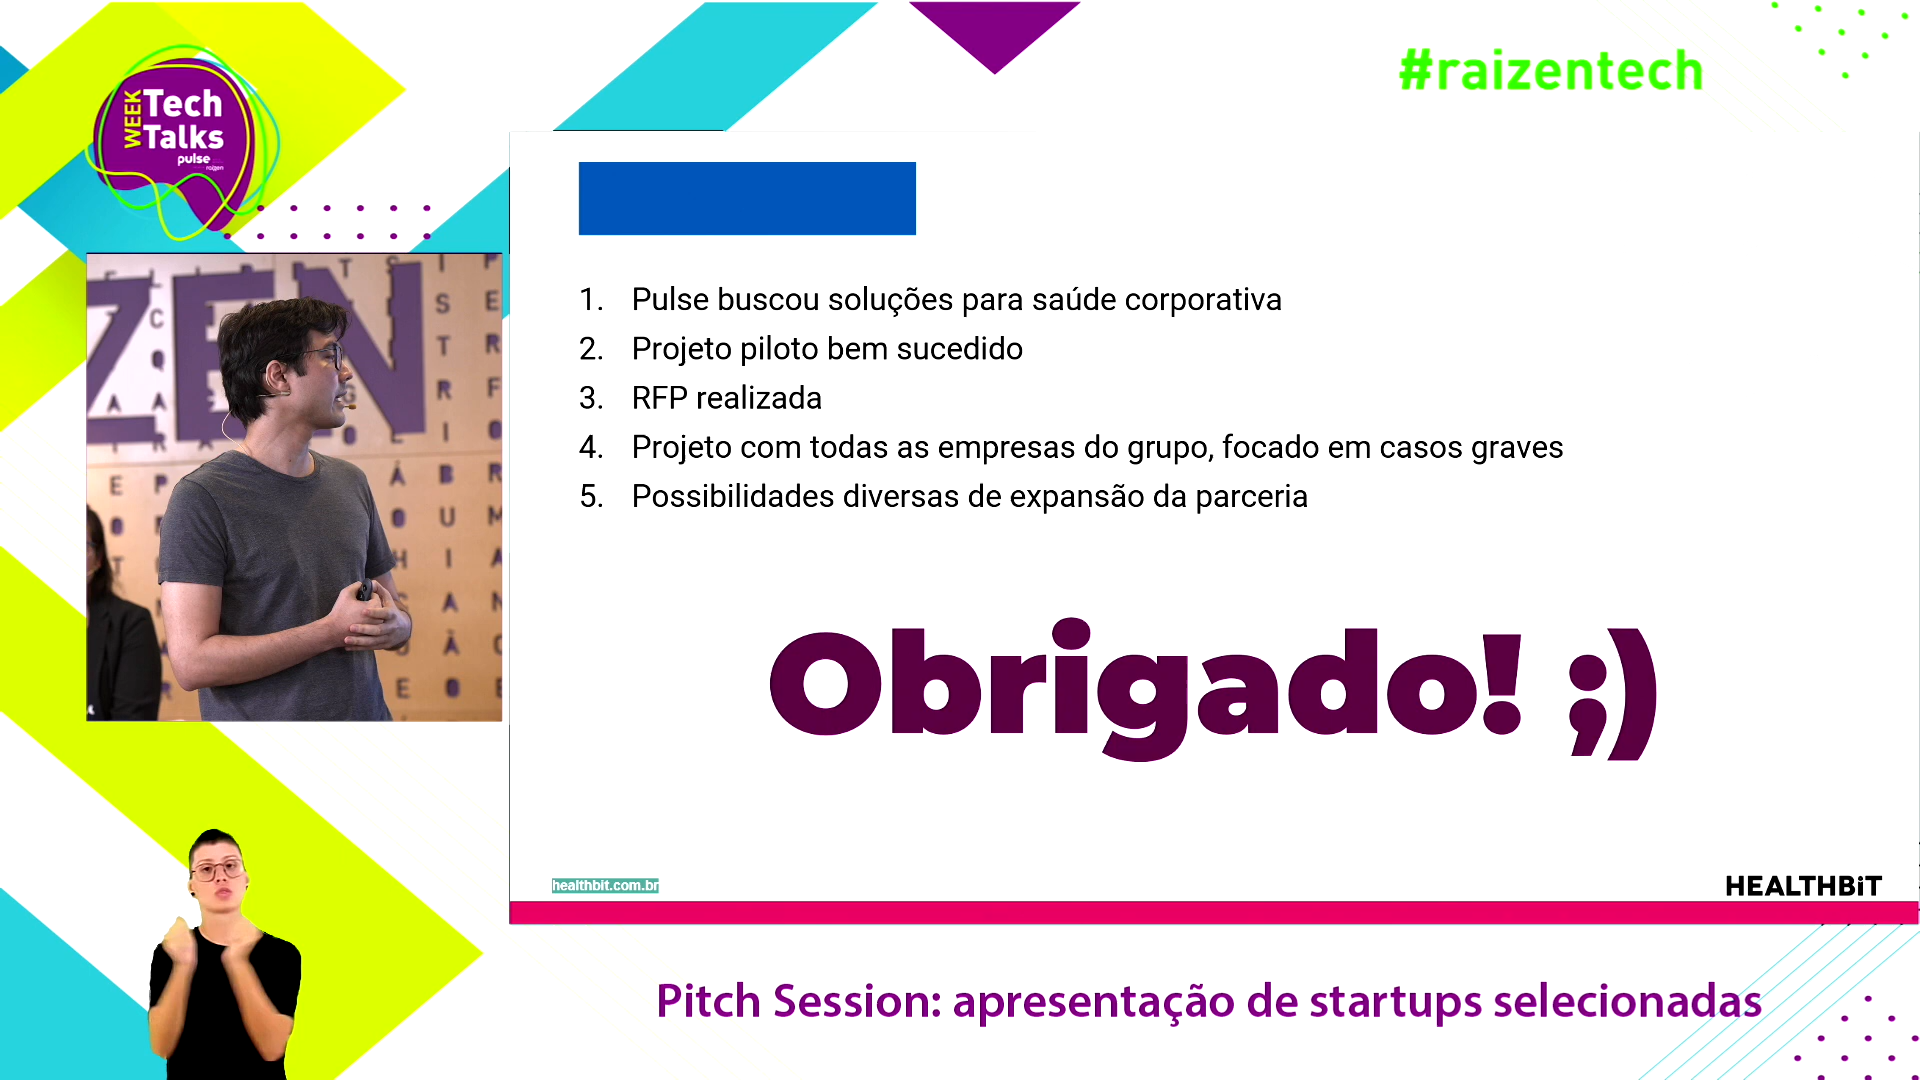 #raizentech
WEEK
Tech
Talks
pulse
raízen
1. Pulse buscou soluções para saúde corporativa
2. Projeto piloto bem sucedido
3. RFP realizada
4. Projeto com todas as empresas do grupo, focado em casos graves
5. Possibilidades diversas de expansão da parceria
ZEN
Obrigado! ;)
healthbit.com.br
HEALTHBiT
Pitch Session: apresentação de startups selecionadas